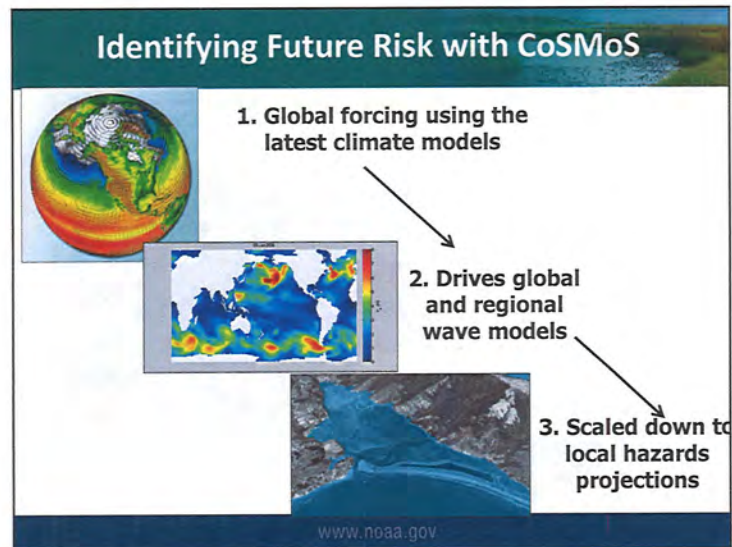 Identifying Future Risk with CoSMoS
1. Global forcing using the
latest climate models
2. Drives global
and regional
wave models
3. Scaled down to
local hazards
projections
www.noaa.gov